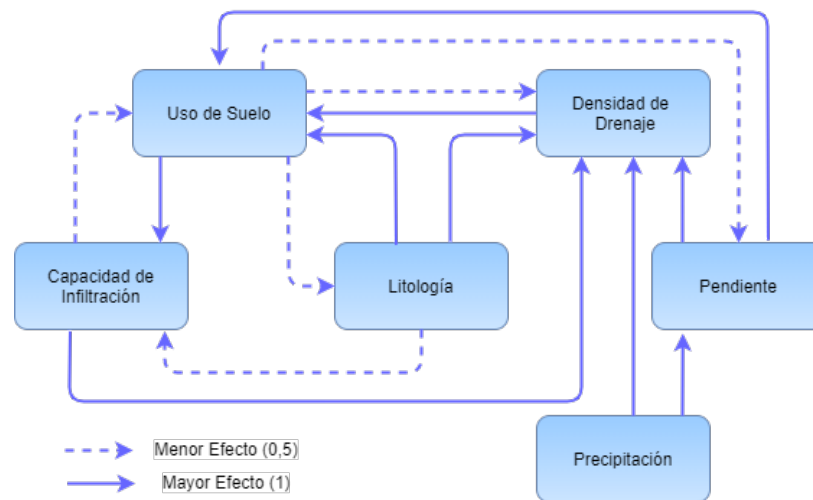 Uso de Suelo
Densidad de
Drenaje
Capacidad de
Infiltración
Litología
Pendiente
Precipitación
Menor Efecto (0,5)
Mayor Efecto (1)